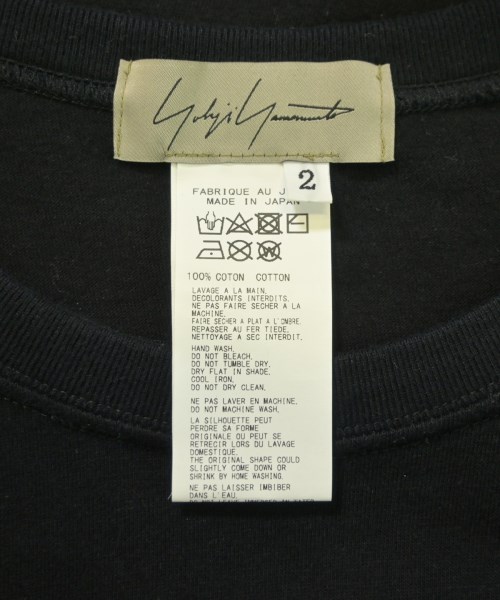 Yohji Yamamoto
2
FABRIQUE AU J
MADE IN JAPAN
100% COTON COTTON
LAVAGE A LA MAIN.
DECOLORANTS INTERDITS.
NE PAS FAIRE SECHER A LA
MACHINE.
FAIRE SECHER A PLAT A L'OMBRE.
REPASSER AU FER TIEDE.
NETTOYAGE A SEC INTERDIT.
HAND WASH.
DO NOT BLEACH.
DO NOT TUMBLE DRY.
DRY FLAT IN SHADE.
COOL IRON.
DO NOT DRY CLEAN.
NE PAS LAVER EN MACHINE.
DO NOT MACHINE WASH.
LA SILHOUETTE PEUT
PERDRE SA FORME
ORIGINALE OU PEUT SE
RETRECIR LORS DU LAVAGE
DOMESTIQUE.
THE ORIGINAL SHAPE COULD
SLIGHTLY COME DOWN OR
SHRINK BY HOME WASHING.
NE PAS LAISSER IMBIBER
DANS L'EAU.